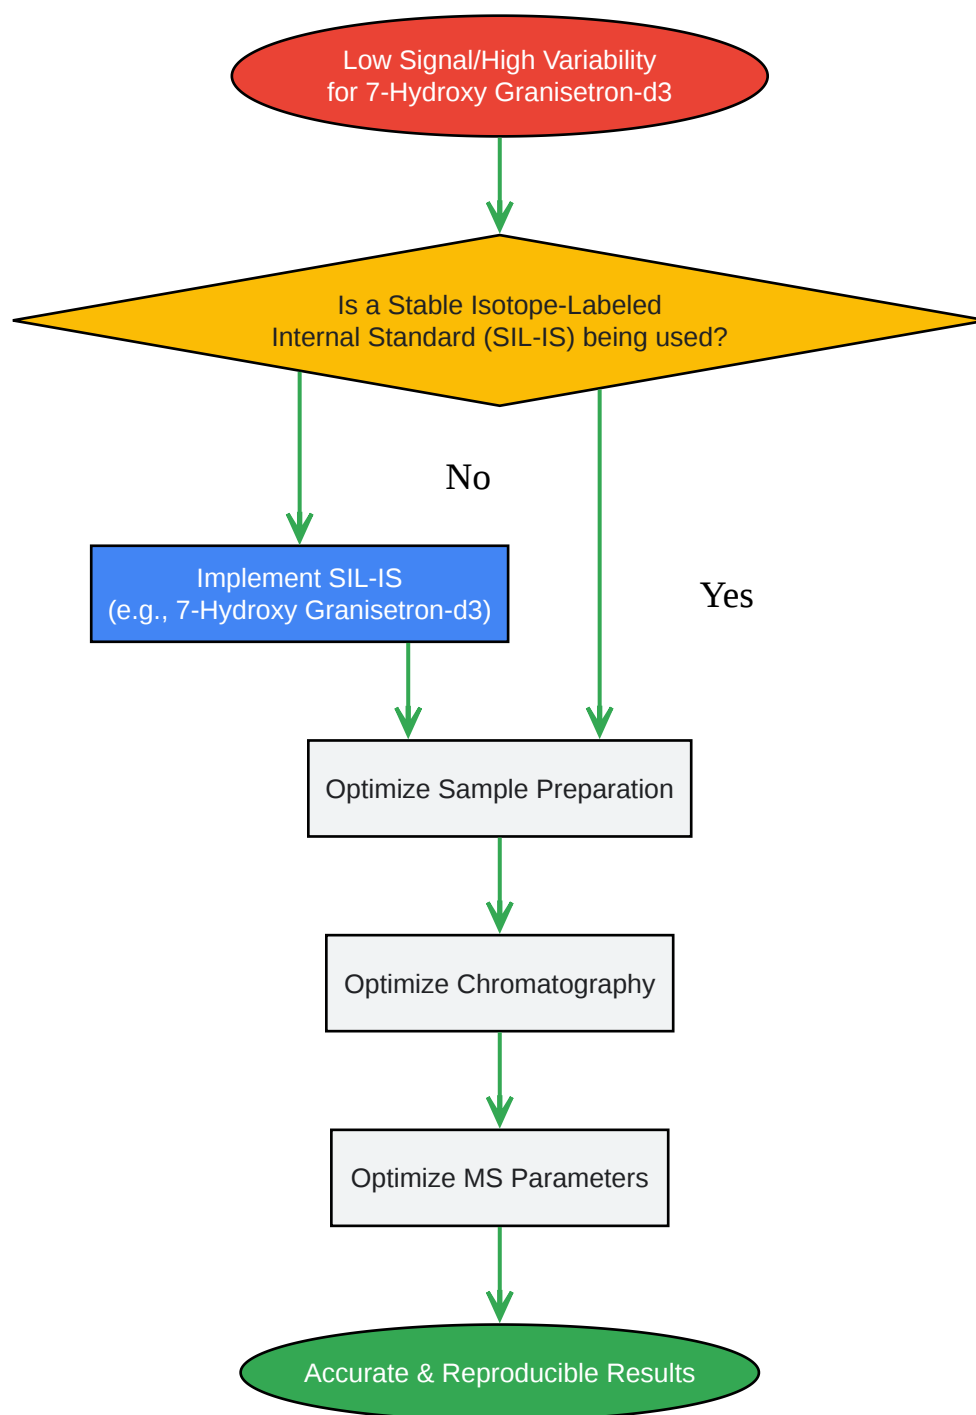 Low Signal/High Variability
for 7-Hydroxy Granisetron-d3
Is a Stable Isotope-Labeled
Internal Standard (SIL-IS) being used?
No
Implement SIL-IS
(e.g., 7-Hydroxy Granisetron-d3)
Yes
Optimize Sample Preparation
Optimize Chromatography
Optimize MS Parameters
Accurate & Reproducible Results